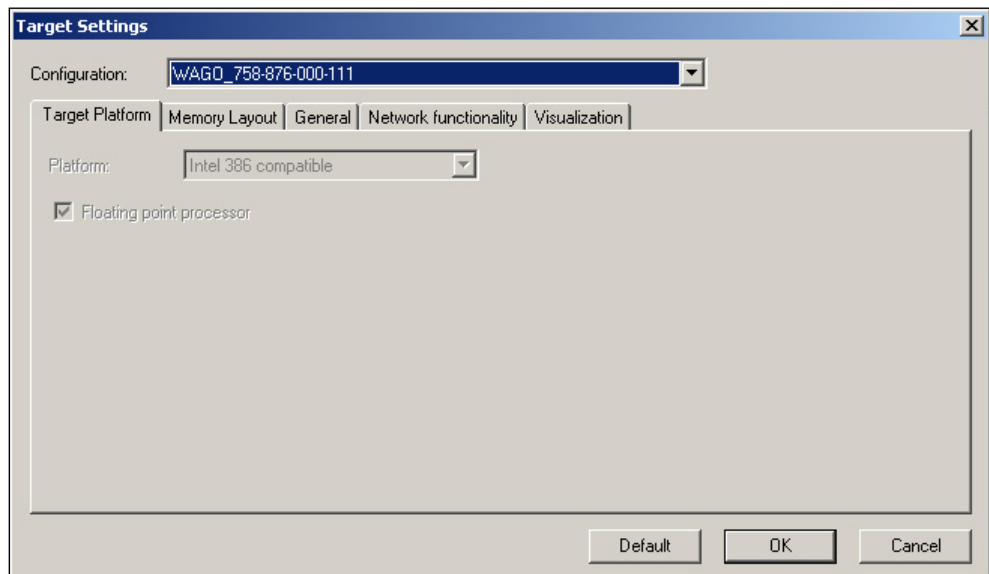 Target Settings
Configuration: WAGO_758-876-000-111
Target Platform Memory Layout General Network functionality Visualization
Platform: Intel 386 compatible
Floating point processor
Default OK Cancel